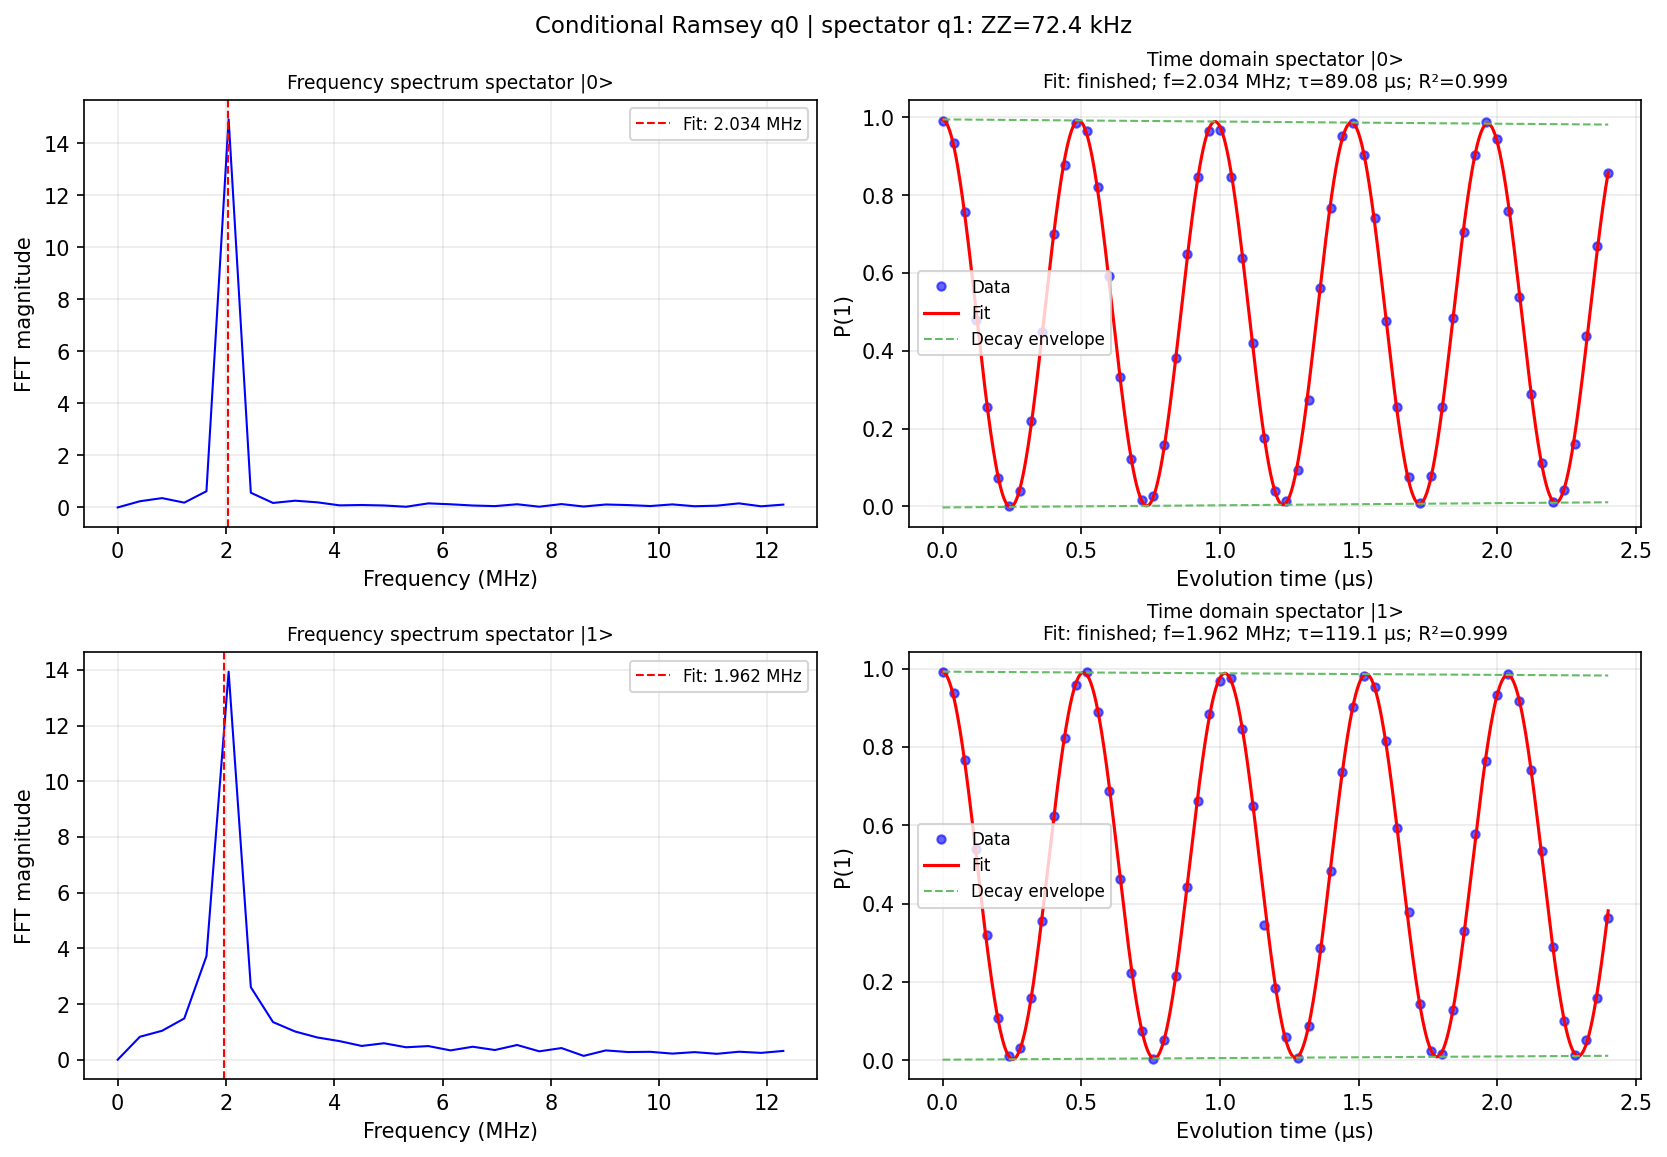 Conditional Ramsey q0 | spectator q1: ZZ=72.4 kHz
Frequency spectrum spectator |0>
Fit: 2.034 MHz
FFT magnitude
14
12
10
8
6
4
2
0
0 2 4 6 8 10 12
Frequency (MHz)
Time domain spectator |0>
Fit: finished; f=2.034 MHz; τ=89.08 μs; R²=0.999
P(1)
1.0
0.8
0.6
0.4
0.2
0.0
Data
Fit
Decay envelope
0.0 0.5 1.0 1.5 2.0 2.5
Evolution time (μs)
Frequency spectrum spectator |1>
Fit: 1.962 MHz
FFT magnitude
14
12
10
8
6
4
2
0
0 2 4 6 8 10 12
Frequency (MHz)
Time domain spectator |1>
Fit: finished; f=1.962 MHz; τ=119.1 μs; R²=0.999
P(1)
1.0
0.8
0.6
0.4
0.2
0.0
Data
Fit
Decay envelope
0.0 0.5 1.0 1.5 2.0 2.5
Evolution time (μs)